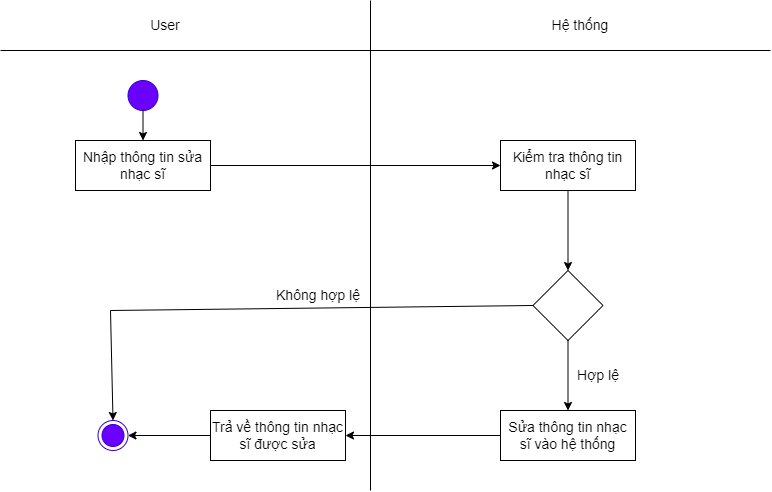 User
Hệ thống
Nhập thông tin sửa
nhạc sĩ
Kiểm tra thông tin
nhạc sĩ
Không hợp lệ
Hợp lệ
Trả về thông tin nhạc
sĩ được sửa
Sửa thông tin nhạc
sĩ vào hệ thống